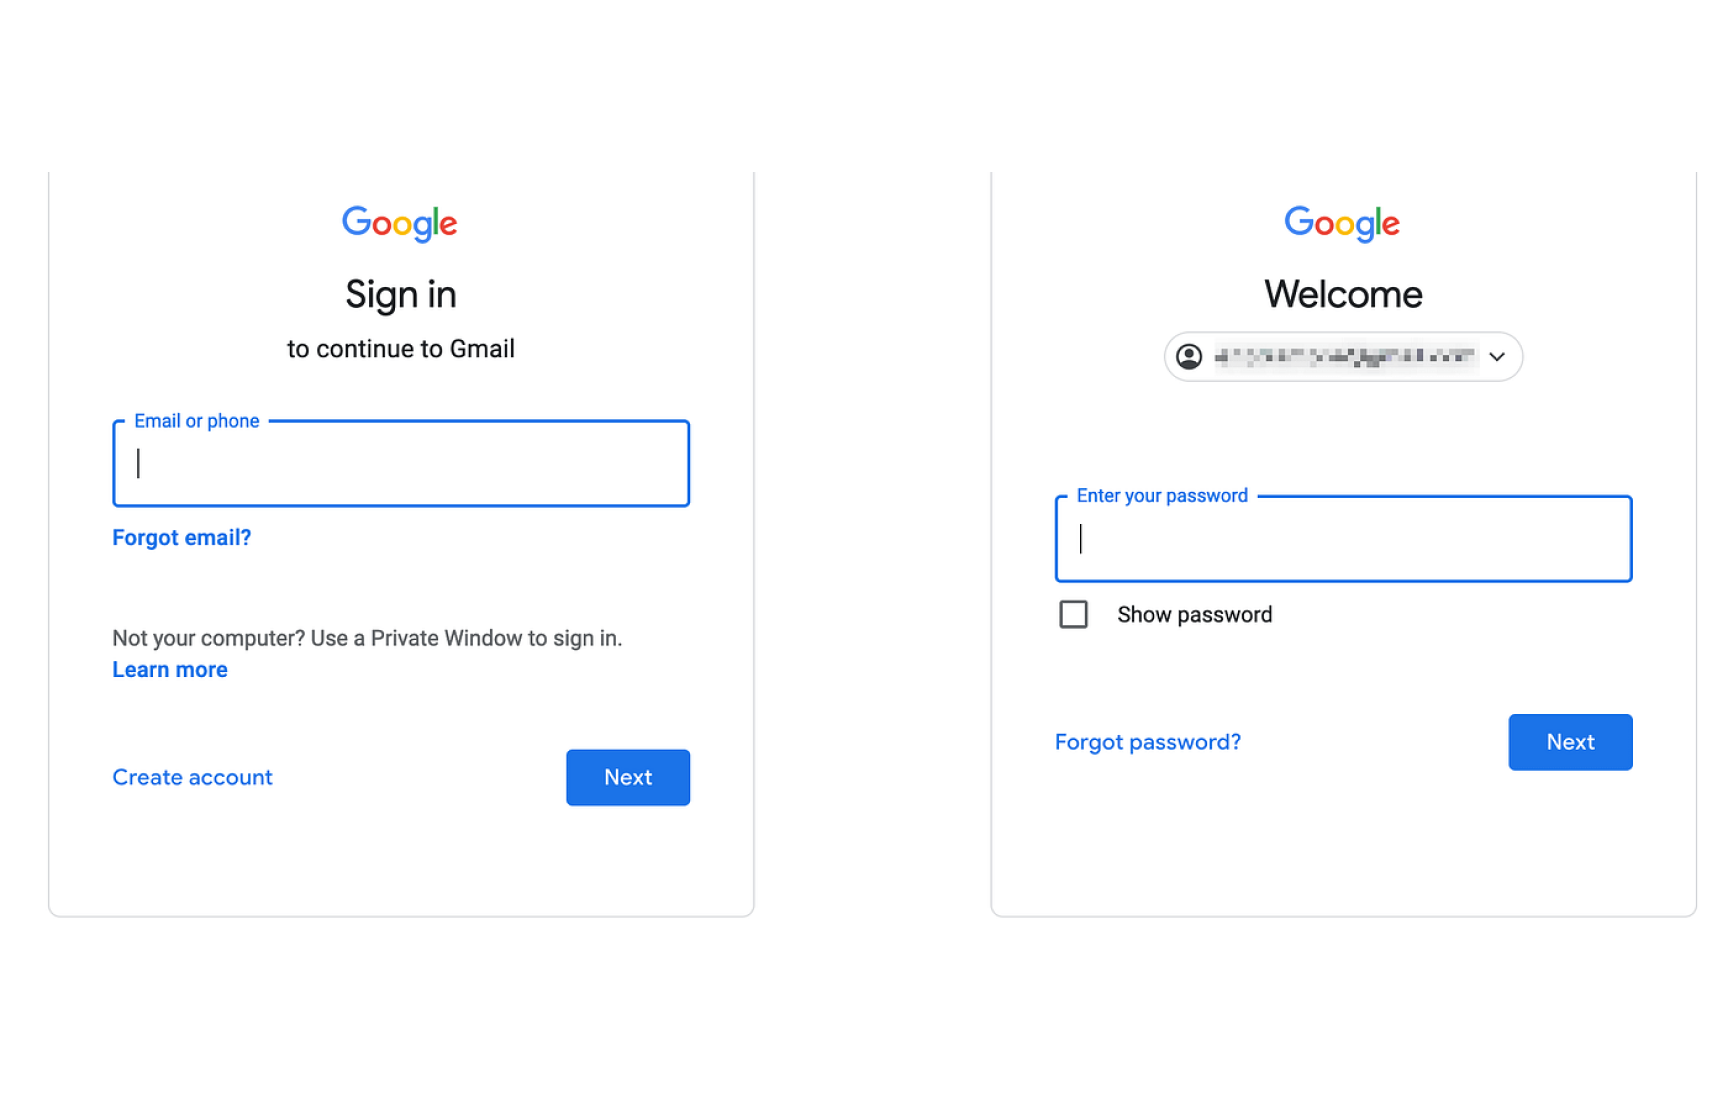 Google
Sign in
to continue to Gmail
Email or phone
Forgot email?
Not your computer? Use a Private Window to sign in.
Learn more
Create account
Next
Google
Welcome
Enter your password
Show password
Forgot password?
Next